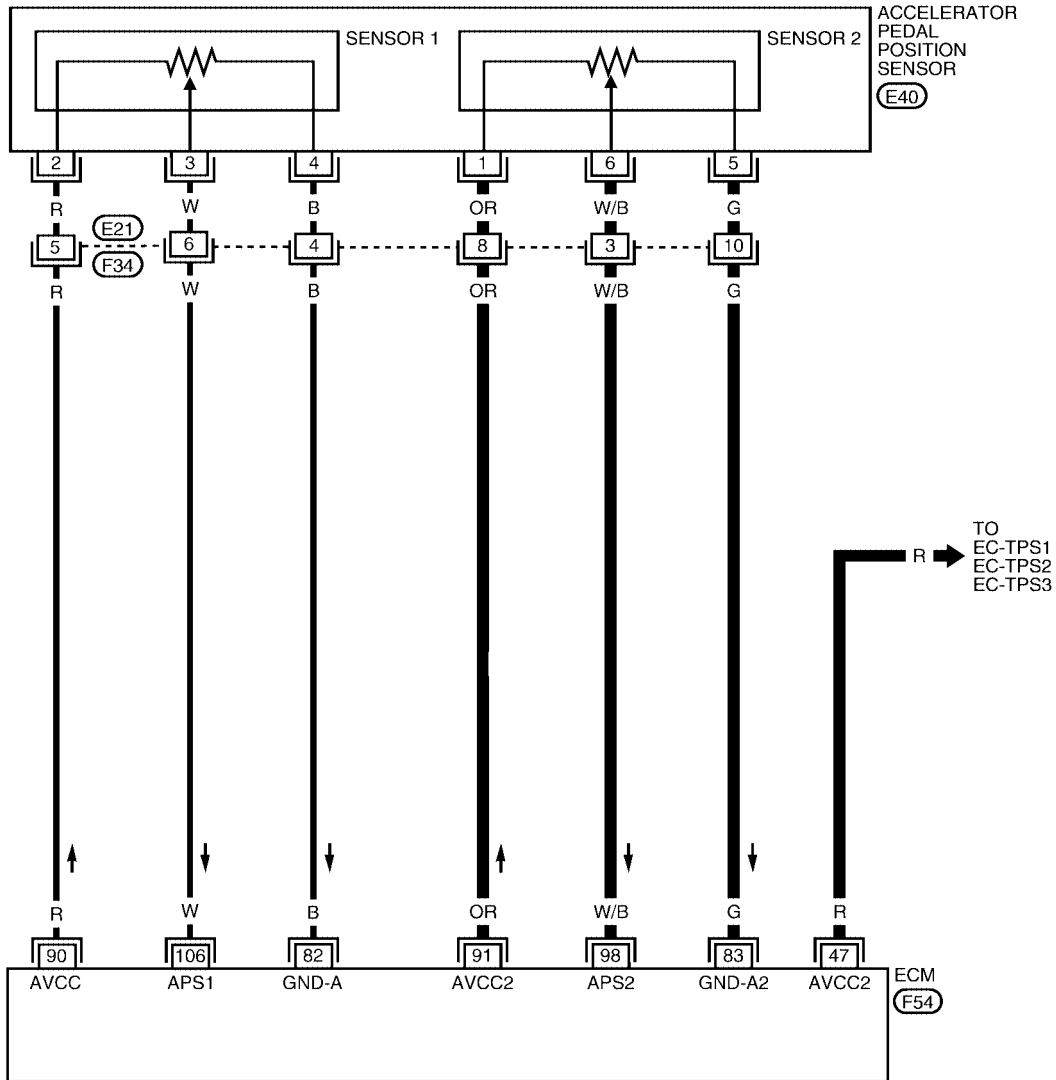 SENSOR 1
SENSOR 2
ACCELERATOR
PEDAL
POSITION
SENSOR
E40
2 3 4 1 6 5
R W B OR W/B G
E21
5 6 4 8 3 10
F34
R W B OR W/B G
R
TO
EC-TPS1
EC-TPS2
EC-TPS3
R W B OR W/B G R
90 106 82 91 98 83 47
AVCC APS1 GND-A AVCC2 APS2 GND-A2 AVCC2
ECM
F54